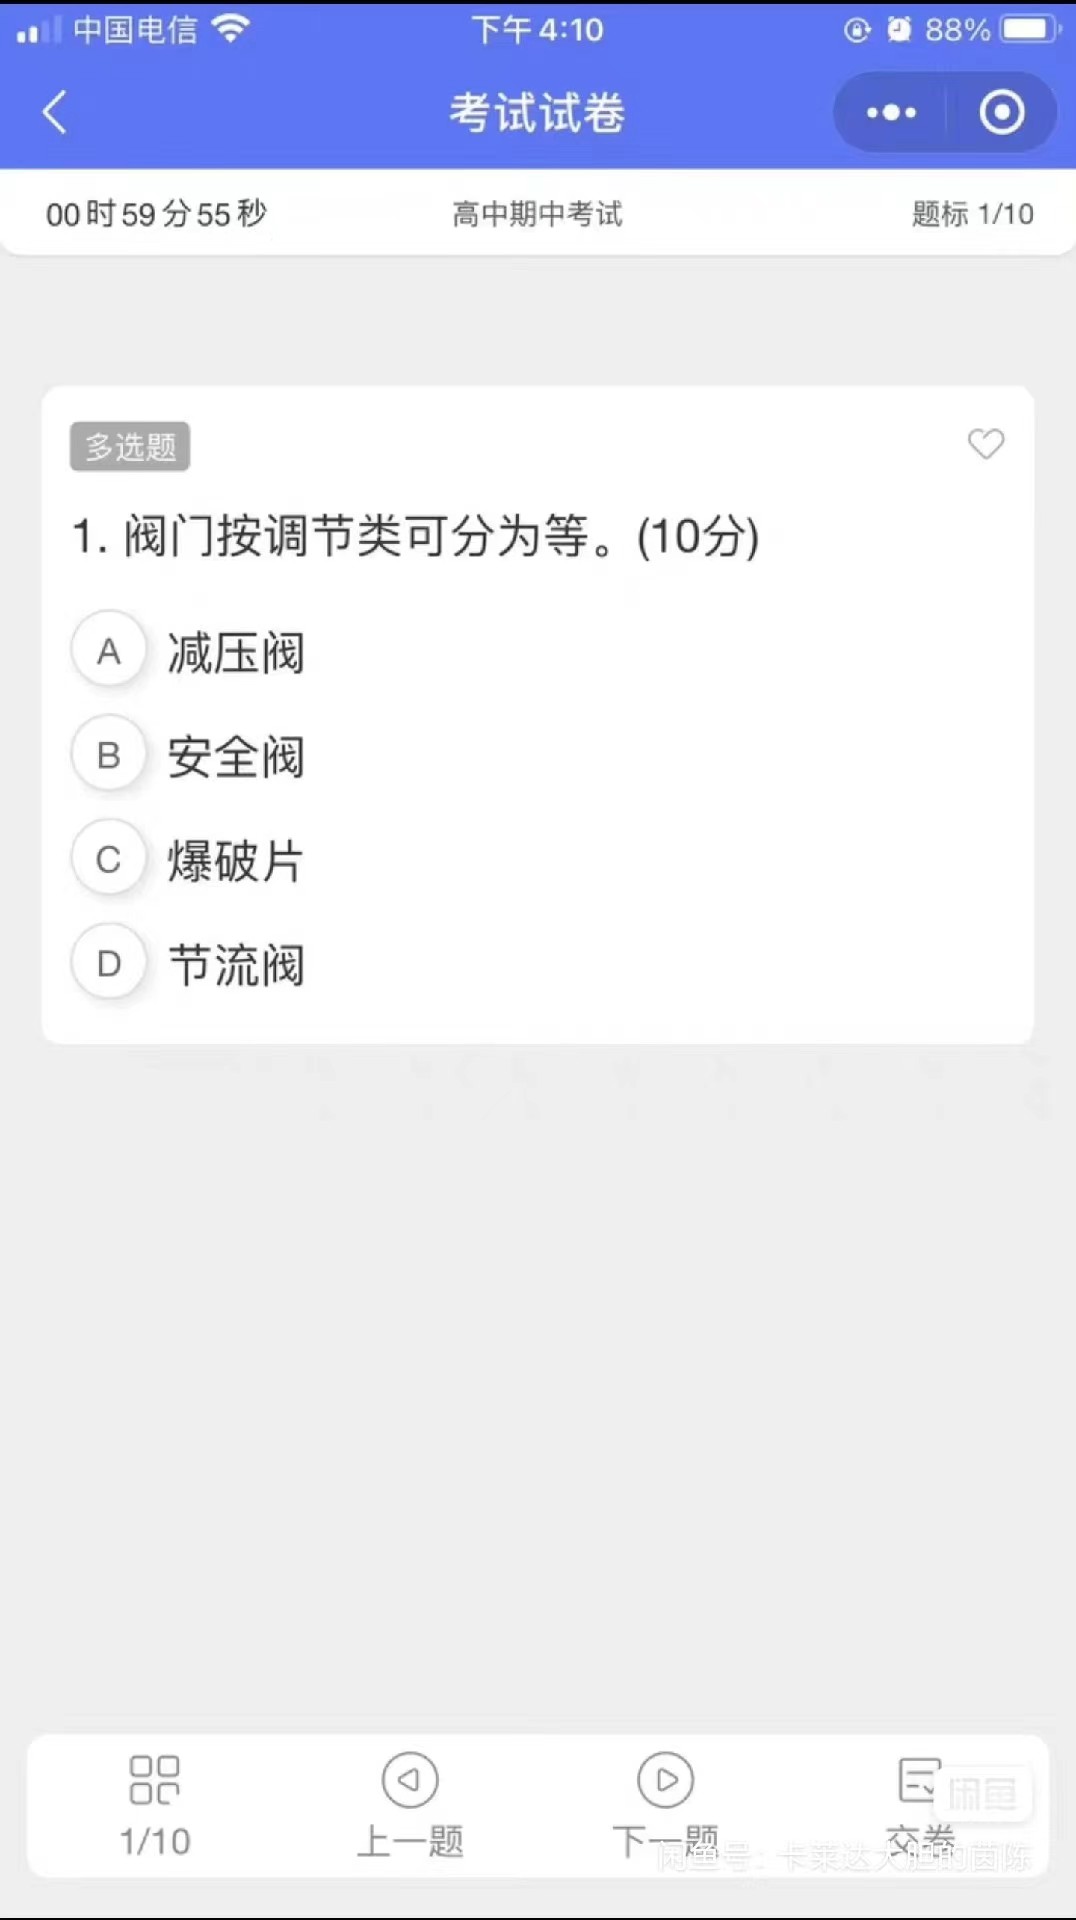 中国电信
下午4:10
88%
考试试卷
00时59分55秒
高中期中考试
题标 1/10
多选题
1. 阀门按调节类可分为等。(10分)
A 减压阀
B 安全阀
C 爆破片
D 节流阀
1/10
上一题
下一题
交卷
闲鱼
闲鱼号：卡莱达大胆的茵陈